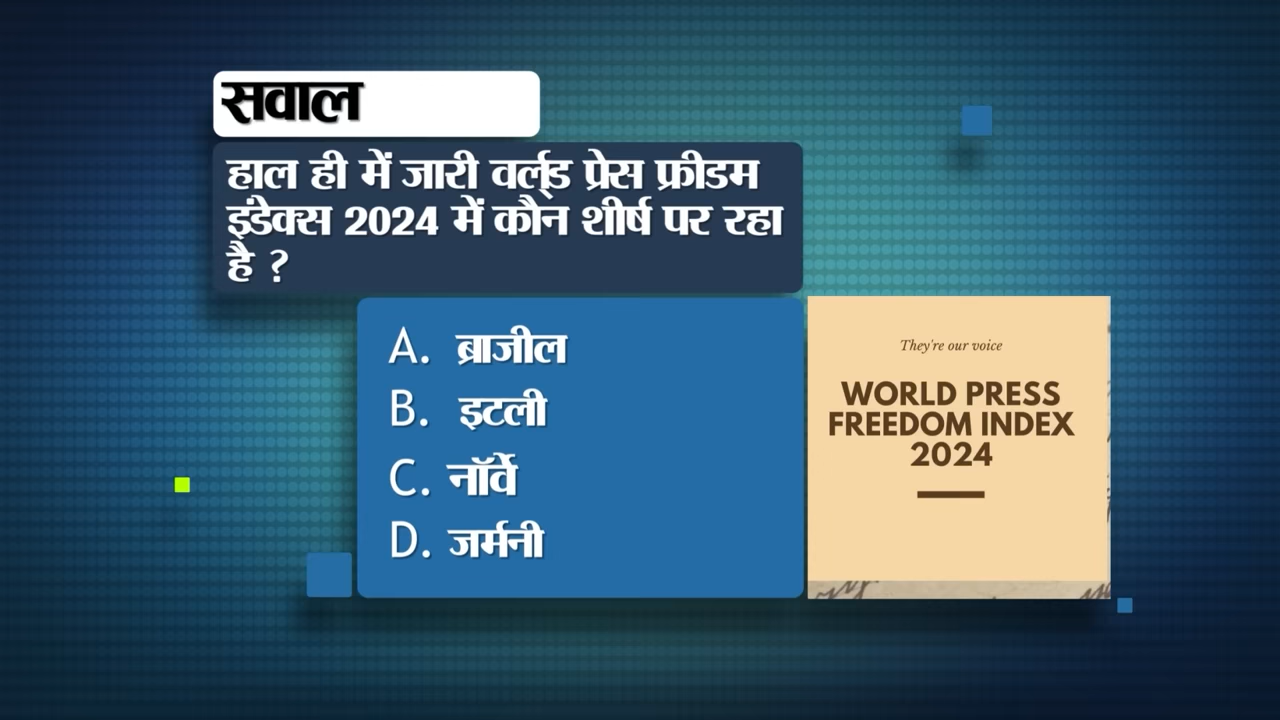 सवाल
हाल ही में जारी वर्ल्ड प्रेस फ्रीडम
इंडेक्स 2024 में कौन शीर्ष पर रहा
है ?
A. ब्राजील
B. इटली
C. नॉर्वे
D. जर्मनी
They're our voice
WORLD PRESS
FREEDOM INDEX
2024